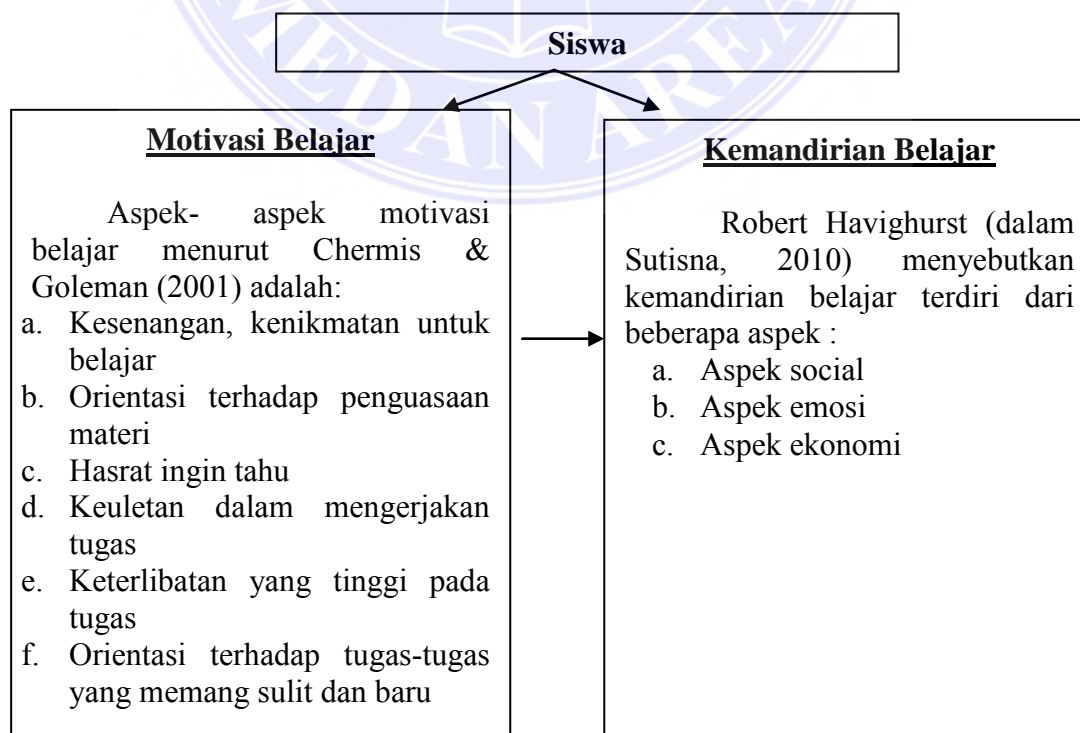 MEDAN AREA
Siswa
Motivasi Belajar
Aspek- aspek motivasi
belajar menurut Chermis &
Goleman (2001) adalah:
a. Kesenangan, kenikmatan untuk
belajar
b. Orientasi terhadap penguasaan
materi
c. Hasrat ingin tahu
d. Keuletan dalam mengerjakan
tugas
e. Keterlibatan yang tinggi pada
tugas
f. Orientasi terhadap tugas-tugas
yang memang sulit dan baru
Kemandirian Belajar
Robert Havighurst (dalam
Sutisna, 2010) menyebutkan
kemandirian belajar terdiri dari
beberapa aspek :
a. Aspek social
b. Aspek emosi
c. Aspek ekonomi